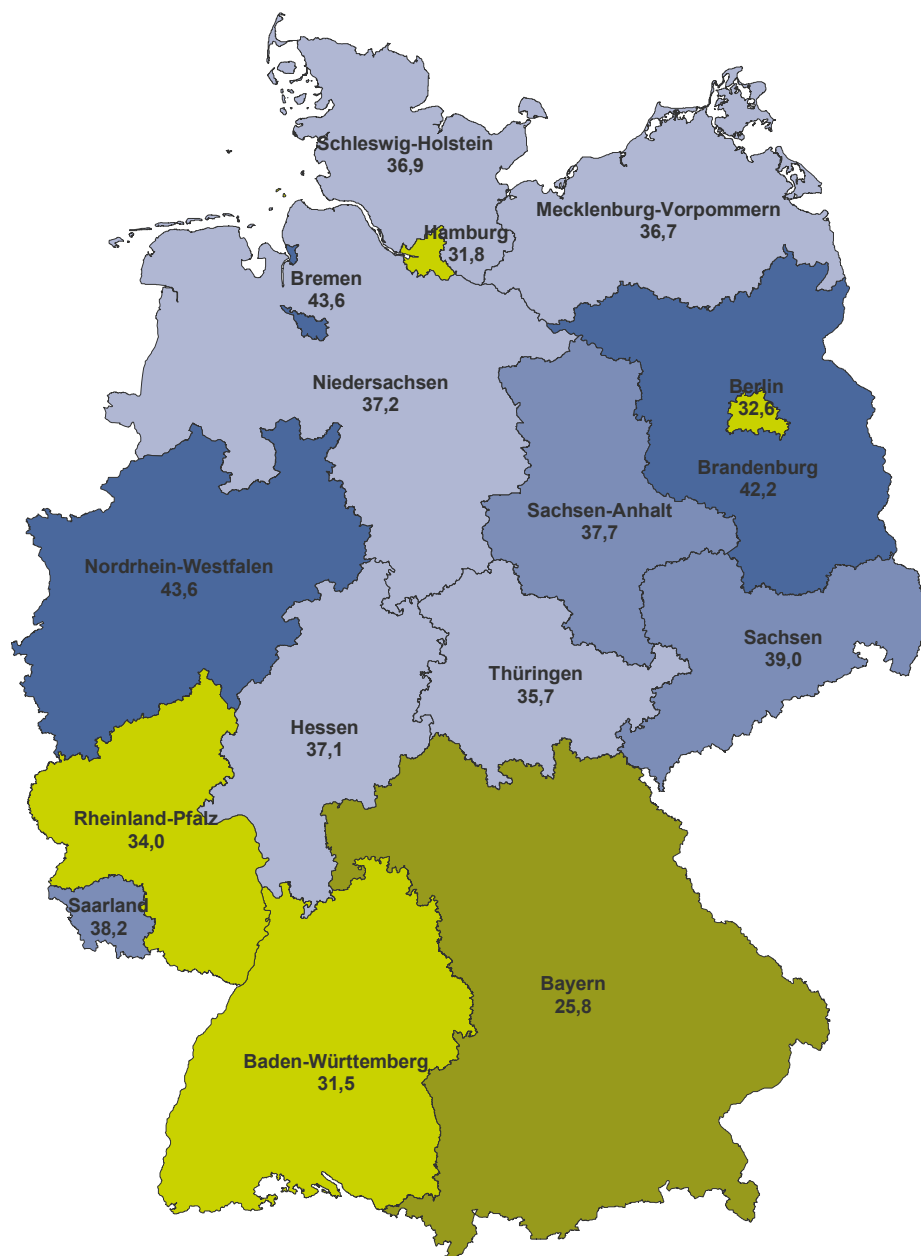 Schleswig-Holstein
36,9
Mecklenburg-Vorpommern
36,7
Hamburg
31,8
Bremen
43,6
Niedersachsen
37,2
Berlin
32,6
Brandenburg
42,2
Sachsen-Anhalt
37,7
Nordrhein-Westfalen
43,6
Sachsen
39,0
Thüringen
35,7
Hessen
37,1
Rheinland-Pfalz
34,0
Saarland
38,2
Bayern
25,8
Baden-Württemberg
31,5